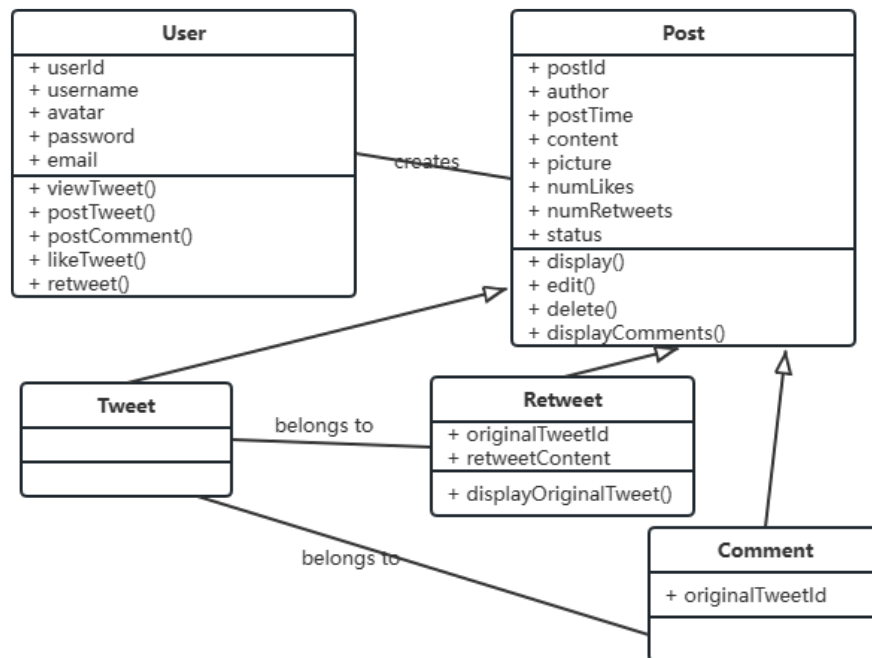 User
+ userId
+ username
+ avatar
+ password
+ email
+ viewTweet()
+ postTweet()
+ postComment()
+ likeTweet()
+ retweet()
creates
Post
+ postId
+ author
+ postTime
+ content
+ picture
+ numLikes
+ numRetweets
+ status
+ display()
+ edit()
+ delete()
+ displayComments()
Tweet
belongs to
Retweet
+ originalTweetId
+ retweetContent
+ displayOriginalTweet()
belongs to
Comment
+ originalTweetId